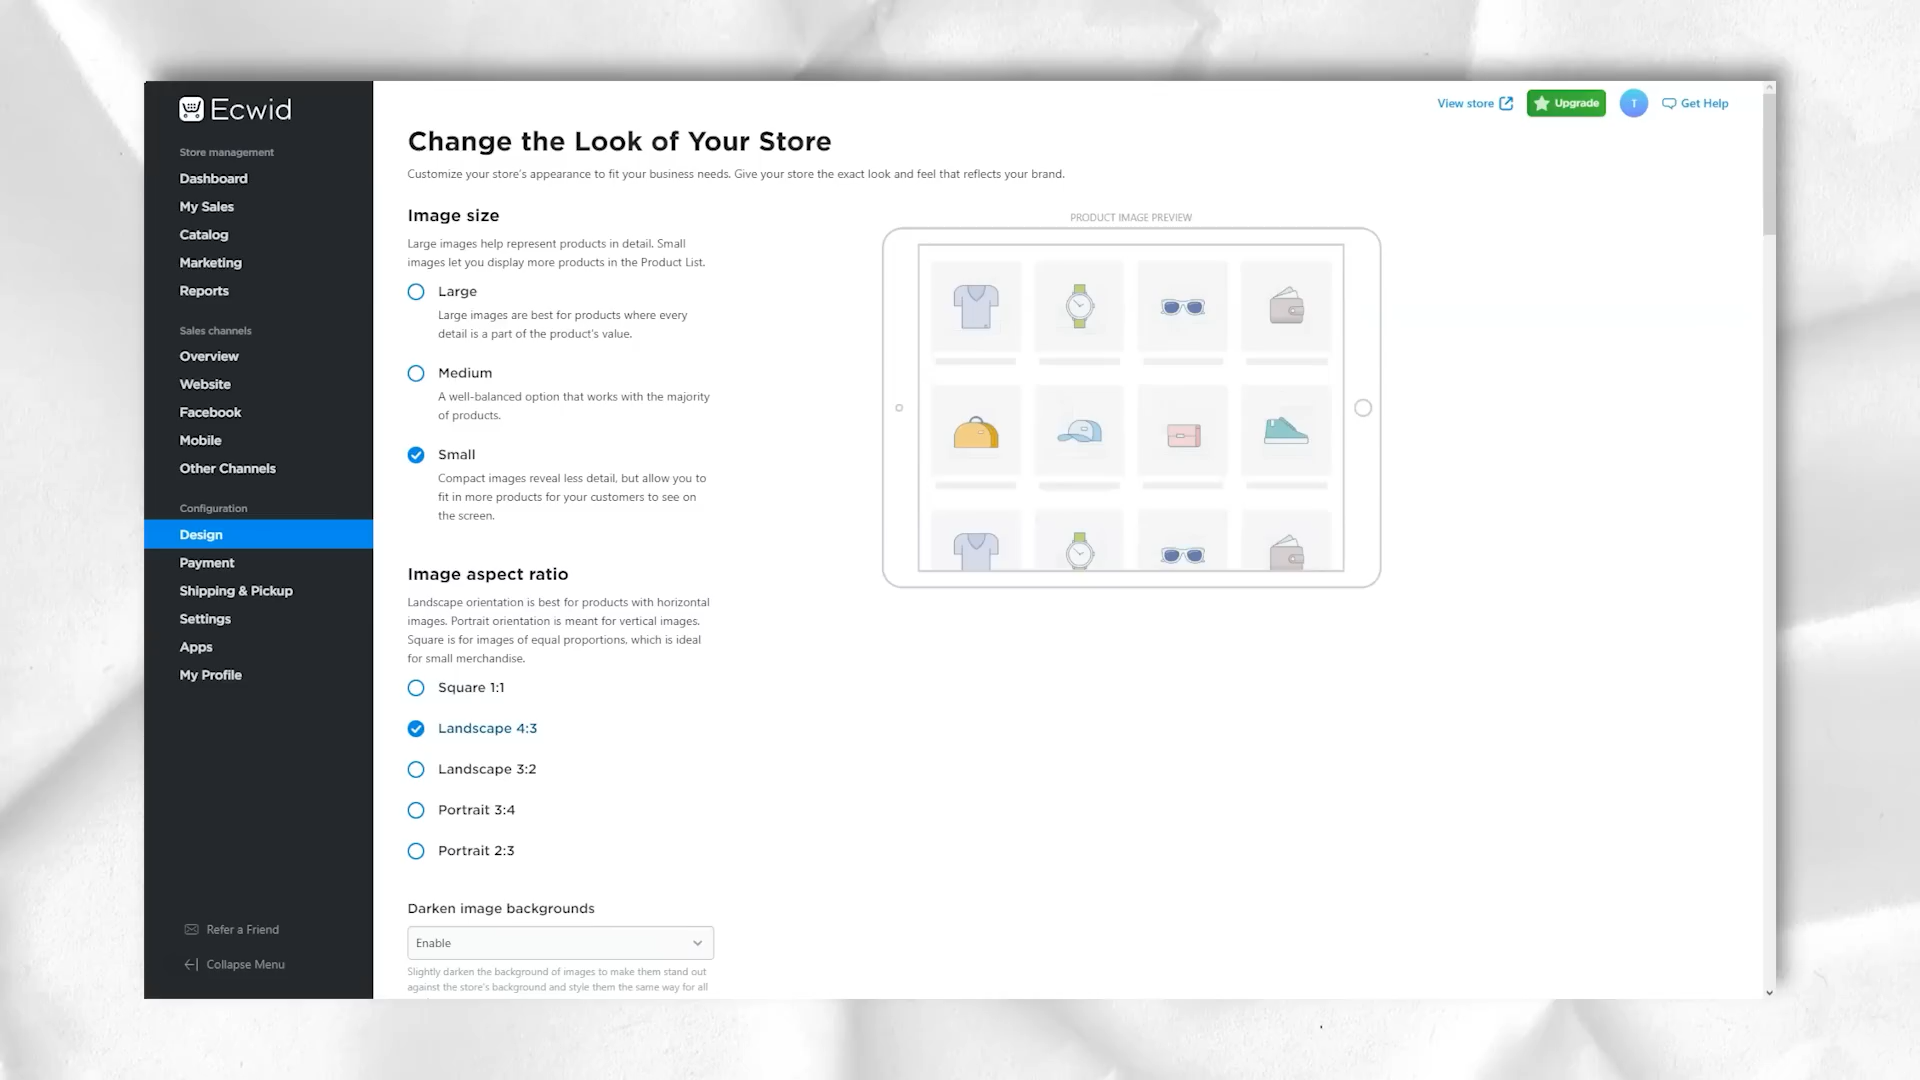 Ecwid
Store management
Dashboard
My Sales
Catalog
Marketing
Reports
Sales channels
Overview
Website
Facebook
Mobile
Other Channels
Configuration
Design
Payment
Shipping & Pickup
Settings
Apps
My Profile
Refer a Friend
Collapse Menu
View store
Upgrade
T
Get Help
Change the Look of Your Store
Customize your store's appearance to fit your business needs. Give your store the exact look and feel that reflects your brand.
Image size
Large images help represent products in detail. Small
images let you display more products in the Product List.
Large
Large images are best for products where every
detail is a part of the product's value.
Medium
A well-balanced option that works with the majority
of products.
Small
Compact images reveal less detail, but allow you to
fit in more products for your customers to see on
the screen.
Image aspect ratio
Landscape orientation is best for products with horizontal
images. Portrait orientation is meant for vertical images.
Square is for images of equal proportions, which is ideal
for small merchandise.
Square 1:1
Landscape 4:3
Landscape 3:2
Portrait 3:4
Portrait 2:3
Darken image backgrounds
Enable
Slightly darken the background of images to make them stand out
against the store's background and style them the same way for all
PRODUCT IMAGE PREVIEW